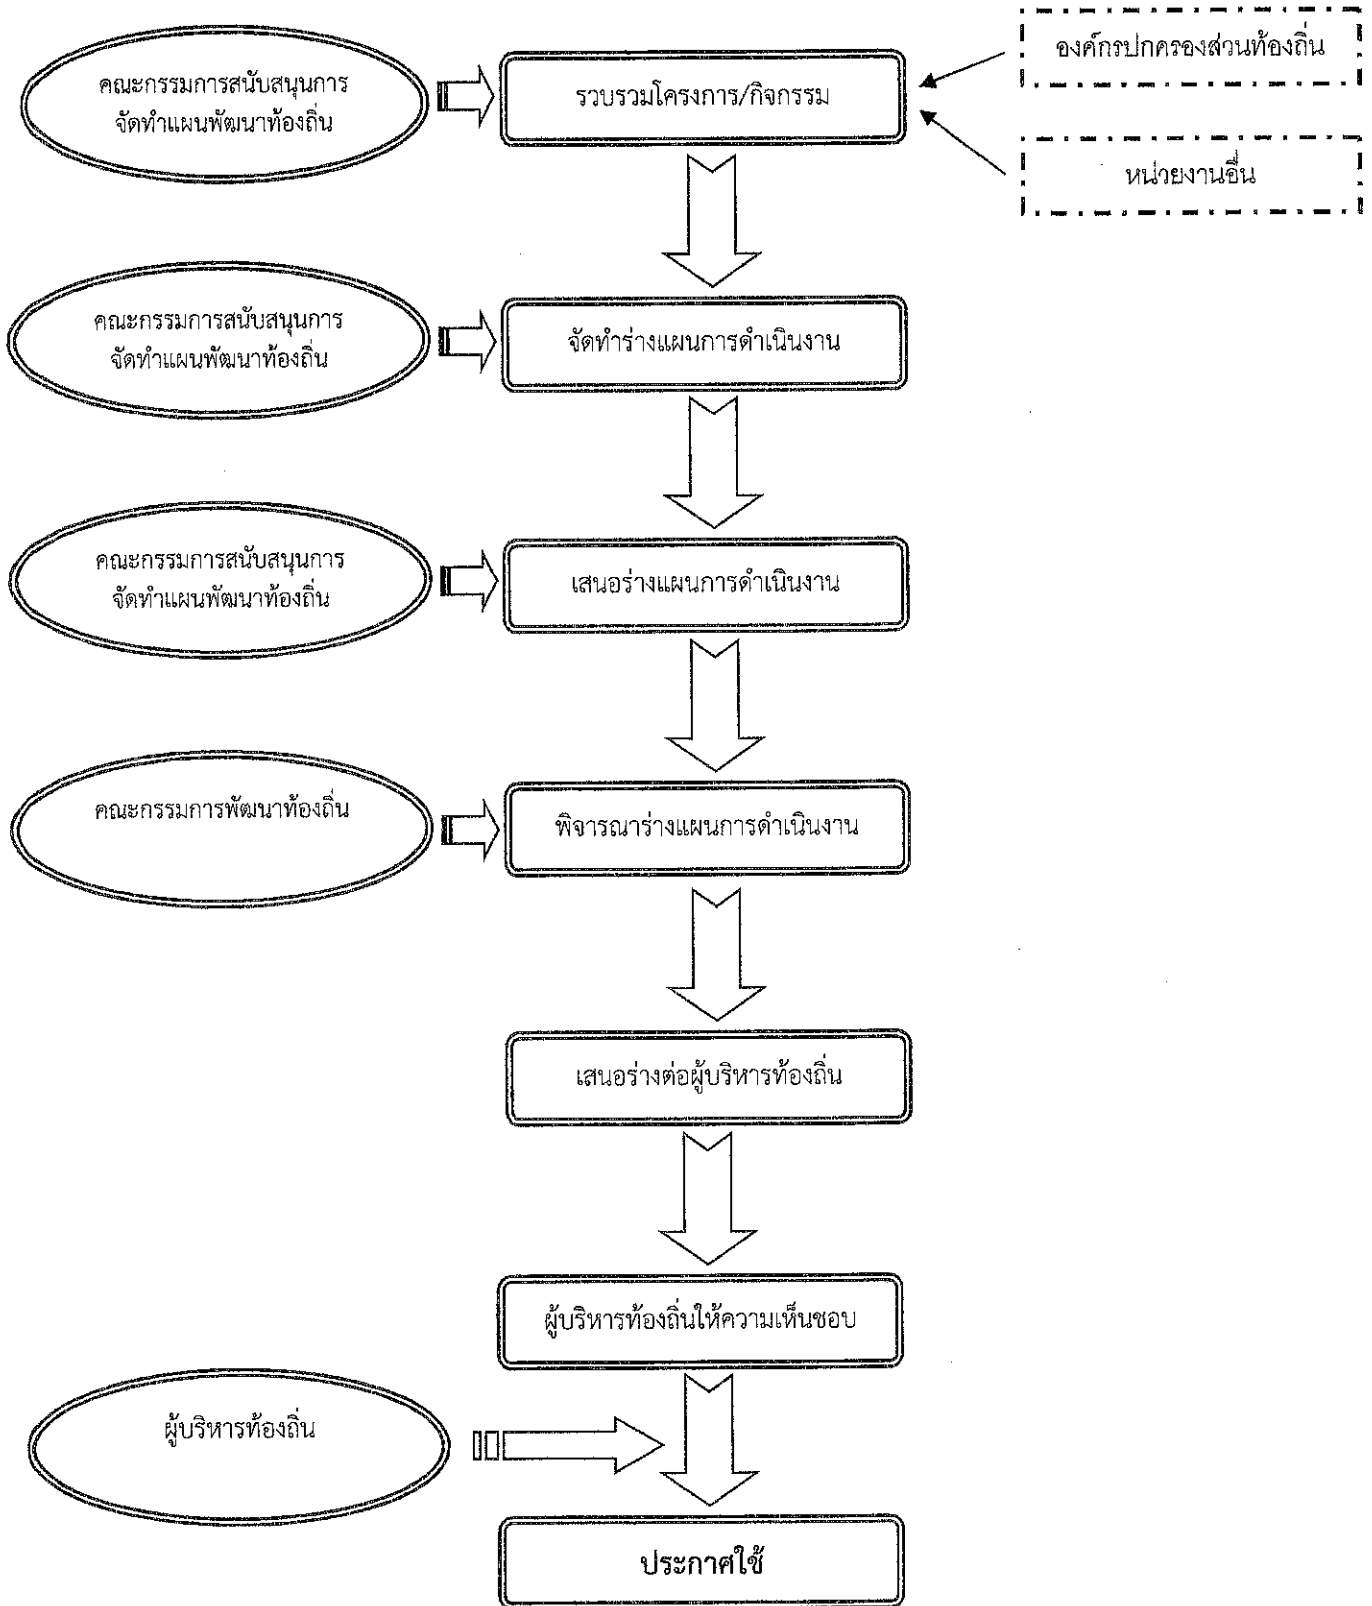 คณะกรรมการสนับสนุนการ
จัดทำแผนพัฒนาท้องถิ่น
รวบรวมโครงการ/กิจกรรม
องค์กรปกครองส่วนท้องถิ่น
หน่วยงานอื่น
คณะกรรมการสนับสนุนการ
จัดทำแผนพัฒนาท้องถิ่น
จัดทำร่างแผนการดำเนินงาน
คณะกรรมการสนับสนุนการ
จัดทำแผนพัฒนาท้องถิ่น
เสนอร่างแผนการดำเนินงาน
คณะกรรมการพัฒนาท้องถิ่น
พิจารณาร่างแผนการดำเนินงาน
เสนอร่างต่อผู้บริหารท้องถิ่น
ผู้บริหารท้องถิ่นให้ความเห็นชอบ
ผู้บริหารท้องถิ่น
ประกาศใช้